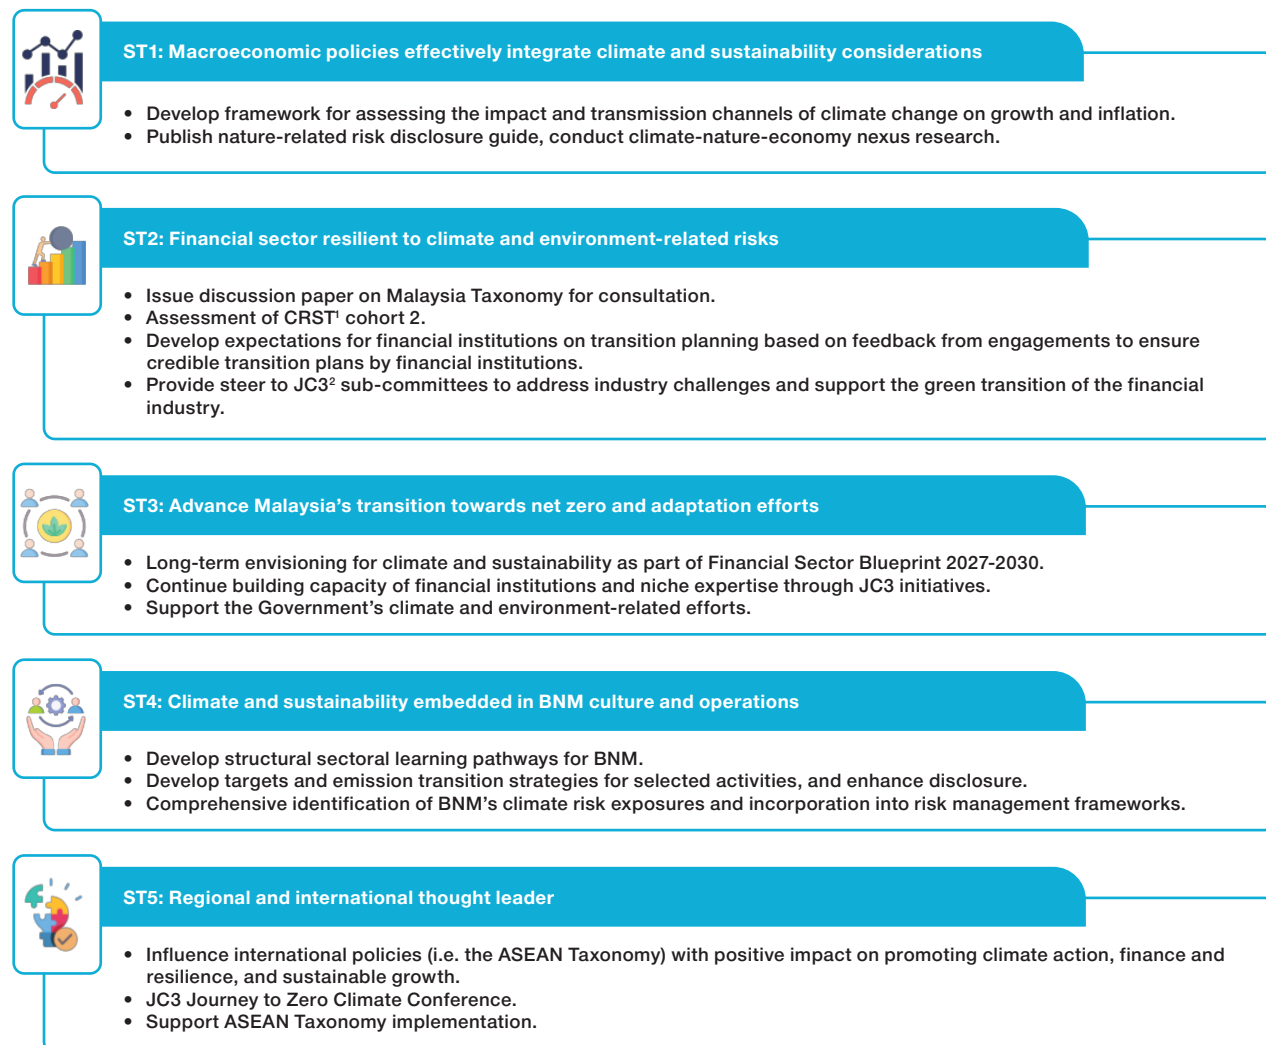 ST1: Macroeconomic policies effectively integrate climate and sustainability considerations
• Develop framework for assessing the impact and transmission channels of climate change on growth and inflation.
• Publish nature-related risk disclosure guide, conduct climate-nature-economy nexus research.
ST2: Financial sector resilient to climate and environment-related risks
• Issue discussion paper on Malaysia Taxonomy for consultation.
• Assessment of CRST¹ cohort 2.
• Develop expectations for financial institutions on transition planning based on feedback from engagements to ensure
credible transition plans by financial institutions.
• Provide steer to JC3² sub-committees to address industry challenges and support the green transition of the financial
industry.
ST3: Advance Malaysia’s transition towards net zero and adaptation efforts
• Long-term envisioning for climate and sustainability as part of Financial Sector Blueprint 2027-2030.
• Continue building capacity of financial institutions and niche expertise through JC3 initiatives.
• Support the Government’s climate and environment-related efforts.
ST4: Climate and sustainability embedded in BNM culture and operations
• Develop structural sectoral learning pathways for BNM.
• Develop targets and emission transition strategies for selected activities, and enhance disclosure.
• Comprehensive identification of BNM’s climate risk exposures and incorporation into risk management frameworks.
ST5: Regional and international thought leader
• Influence international policies (i.e. the ASEAN Taxonomy) with positive impact on promoting climate action, finance and
resilience, and sustainable growth.
• JC3 Journey to Zero Climate Conference.
• Support ASEAN Taxonomy implementation.